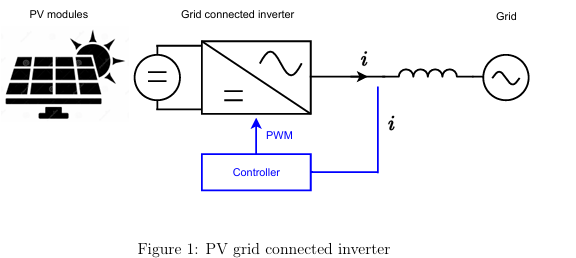 PV modules
Grid connected inverter
Grid
i
i
PWM
Controller
Figure 1: PV grid connected inverter